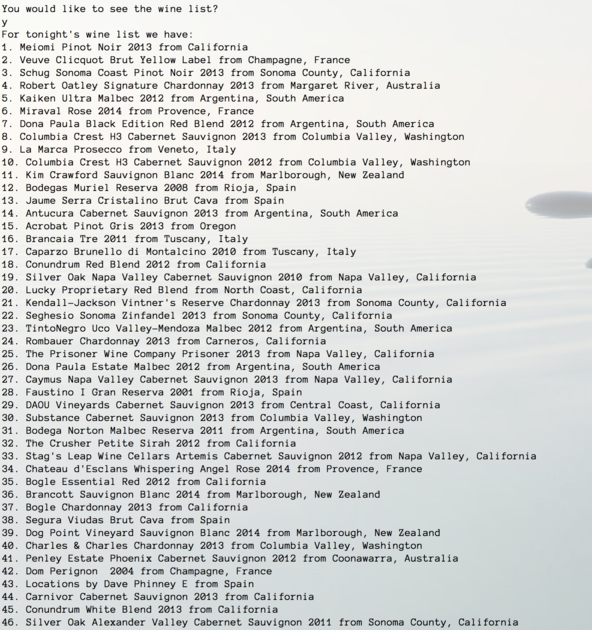 You would like to see the wine list?
y
For tonight's wine list we have:
1. Meiomi Pinot Noir 2013 from California
2. Veuve Clicquot Brut Yellow Label from Champagne, France
3. Schug Sonoma Coast Pinot Noir 2013 from Sonoma County, California
4. Robert Oatley Signature Chardonnay 2013 from Margaret River, Australia
5. Kaiken Ultra Malbec 2012 from Argentina, South America
6. Miraval Rose 2014 from Provence, France
7. Dona Paula Black Edition Red Blend 2012 from Argentina, South America
8. Columbia Crest H3 Cabernet Sauvignon 2013 from Columbia Valley, Washington
9. La Marca Prosecco from Veneto, Italy
10. Columbia Crest H3 Cabernet Sauvignon 2012 from Columbia Valley, Washington
11. Kim Crawford Sauvignon Blanc 2014 from Marlborough, New Zealand
12. Bodegas Muriel Reserva 2008 from Rioja, Spain
13. Jaume Serra Cristalino Brut Cava from Spain
14. Antucura Cabernet Sauvignon 2013 from Argentina, South America
15. Acrobat Pinot Gris 2013 from Oregon
16. Brancaia Tre 2011 from Tuscany, Italy
17. Caparzo Brunello di Montalcino 2010 from Tuscany, Italy
18. Conundrum Red Blend 2012 from California
19. Silver Oak Napa Valley Cabernet Sauvignon 2010 from Napa Valley, California
20. Lucky Proprietary Red Blend from North Coast, California
21. Kendall-Jackson Vintner's Reserve Chardonnay 2013 from Sonoma County, California
22. Seghesio Sonoma Zinfandel 2013 from Sonoma County, California
23. TintoNegro Uco Valley-Mendoza Malbec 2012 from Argentina, South America
24. Rombauer Chardonnay 2013 from Carneros, California
25. The Prisoner Wine Company Prisoner 2013 from Napa Valley, California
26. Dona Paula Estate Malbec 2012 from Argentina, South America
27. Caymus Napa Valley Cabernet Sauvignon 2013 from Napa Valley, California
28. Faustino I Gran Reserva 2001 from Rioja, Spain
29. DAOU Vineyards Cabernet Sauvignon 2013 from Central Coast, California
30. Substance Cabernet Sauvignon 2013 from Columbia Valley, Washington
31. Bodega Norton Malbec Reserva 2011 from Argentina, South America
32. The Crusher Petite Sirah 2012 from California
33. Stag's Leap Wine Cellars Artemis Cabernet Sauvignon 2012 from Napa Valley, California
34. Chateau d'Esclans Whispering Angel Rose 2014 from Provence, France
35. Bogle Essential Red 2012 from California
36. Brancott Sauvignon Blanc 2014 from Marlborough, New Zealand
37. Bogle Chardonnay 2013 from California
38. Segura Viudas Brut Cava from Spain
39. Dog Point Vineyard Sauvignon Blanc 2014 from Marlborough, New Zealand
40. Charles & Charles Chardonnay 2013 from Columbia Valley, Washington
41. Penley Estate Phoenix Cabernet Sauvignon 2012 from Coonawarra, Australia
42. Dom Perignon  2004 from Champagne, France
43. Locations by Dave Phinney E from Spain
44. Carnivor Cabernet Sauvignon 2013 from California
45. Conundrum White Blend 2013 from California
46. Silver Oak Alexander Valley Cabernet Sauvignon 2011 from Sonoma County, California